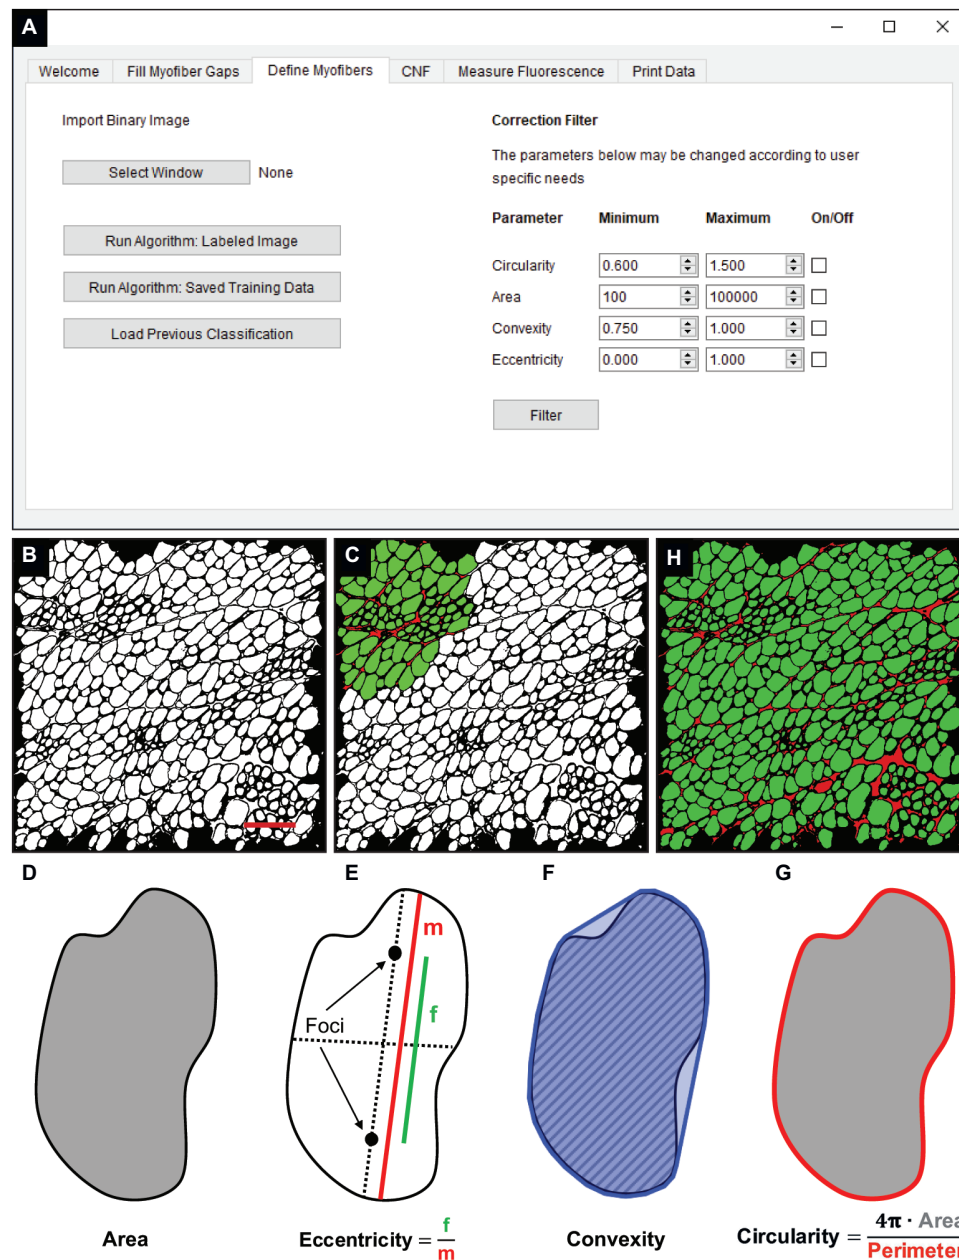 A
Welcome Fill Myofiber Gaps Define Myofibers CNF Measure Fluorescence Print Data
Import Binary Image
Select Window None
Run Algorithm: Labeled Image
Run Algorithm: Saved Training Data
Load Previous Classification
Correction Filter
The parameters below may be changed according to user
specific needs
Parameter Minimum Maximum On/Off
Circularity 0.600 1.500
Area 100 100000
Convexity 0.750 1.000
Eccentricity 0.000 1.000
Filter
B C H
D E F G
m
f
Foci
Area
Eccentricity = f/m
Convexity
Circularity = 4π · Area/Perimeter